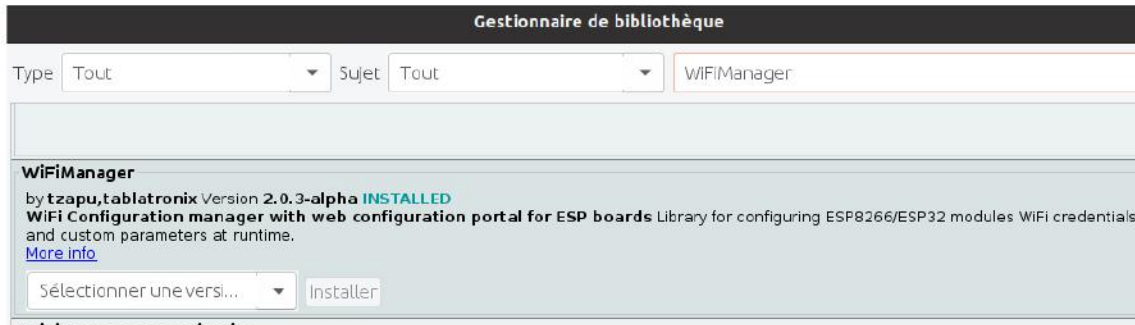 Gestionnaire de bibliothèque
Type Tout Sujet Tout WiFiManager
WiFiManager
by tzapu,tablatronix Version 2.0.3-alpha INSTALLED
WiFi Configuration manager with web configuration portal for ESP boards Library for configuring ESP8266/ESP32 modules WiFi credentials
and custom parameters at runtime.
More info
Sélectionner une versi... Installer